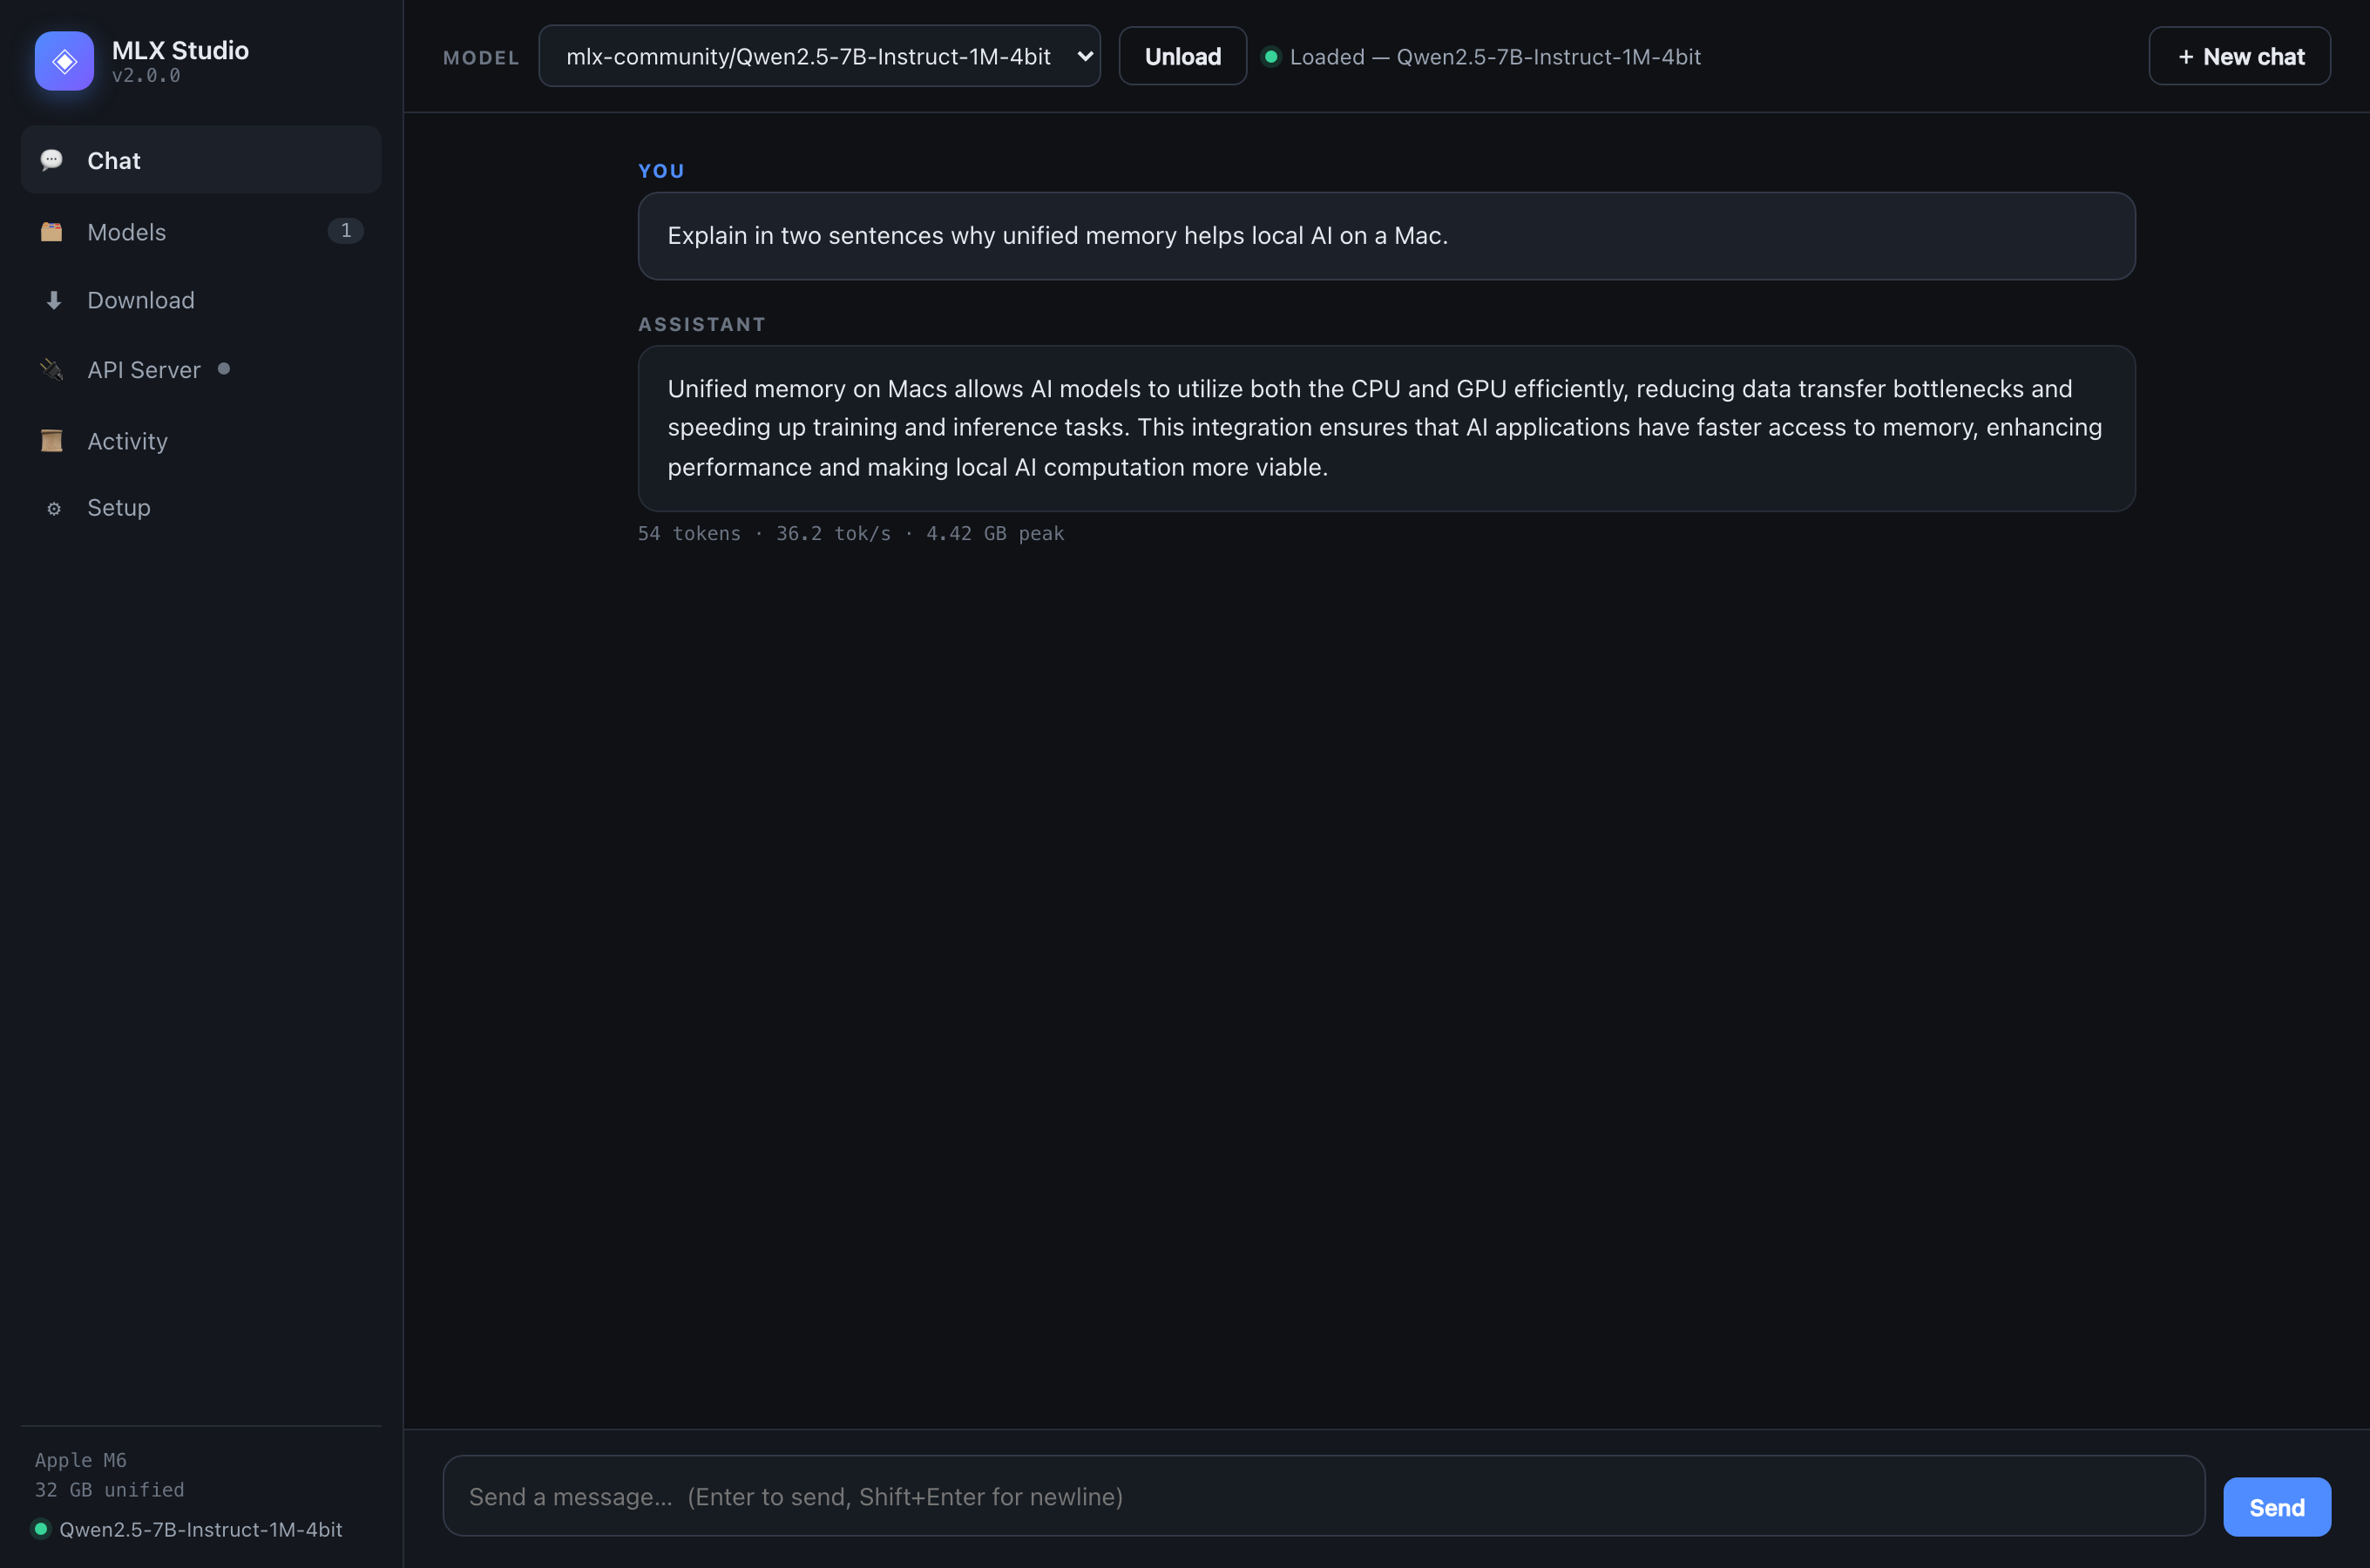 MLX Studio
v2.0.0
Chat
Models 1
Download
API Server
Activity
Setup
Apple M6
32 GB unified
Qwen2.5-7B-Instruct-1M-4bit
MODEL mlx-community/Qwen2.5-7B-Instruct-1M-4bit Unload Loaded — Qwen2.5-7B-Instruct-1M-4bit + New chat
YOU
Explain in two sentences why unified memory helps local AI on a Mac.
ASSISTANT
Unified memory on Macs allows AI models to utilize both the CPU and GPU efficiently, reducing data transfer bottlenecks and
speeding up training and inference tasks. This integration ensures that AI applications have faster access to memory, enhancing
performance and making local AI computation more viable.
54 tokens · 36.2 tok/s · 4.42 GB peak
Send a message... (Enter to send, Shift+Enter for newline) Send